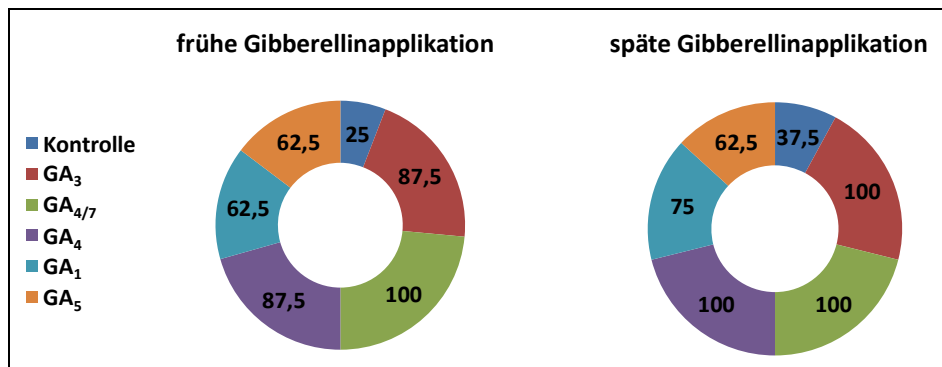 frühe Gibberellinapplikation
späte Gibberellinapplikation
Kontrolle
GA3
GA4/7
GA4
GA1
GA5
25
87,5
100
87,5
62,5
62,5
37,5
100
100
100
75
62,5